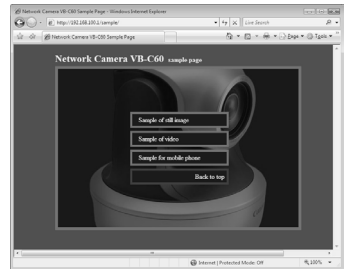 Network Camera VB-C60 Sample Page - Windows Internet Explorer
http://192.168.100.1/sample/
Live Search
Network Camera VB-C60 Sample Page
Page
Tools
Network Camera VB-C60 sample page
Sample of still image
Sample of video
Sample for mobile phone
Back to top
Internet | Protected Mode: Off
100%